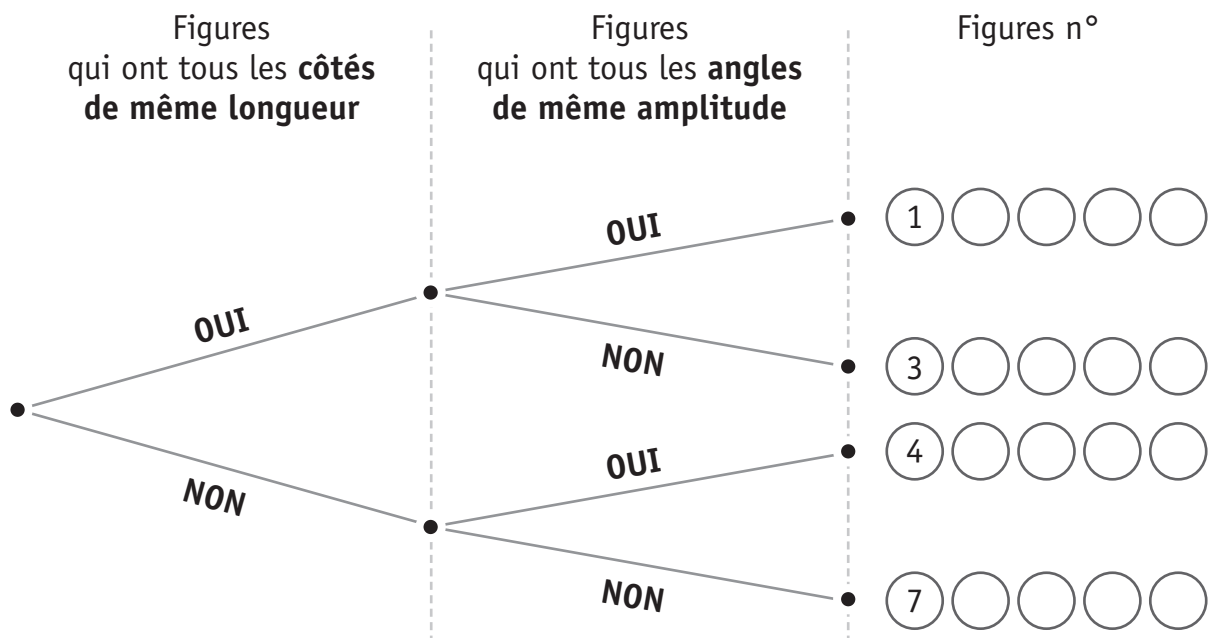 Figures
qui ont tous les côtés
de même longueur
Figures
qui ont tous les angles
de même amplitude
Figures n°
OUI
NON
OUI
NON
OUI
NON
1
3
4
7